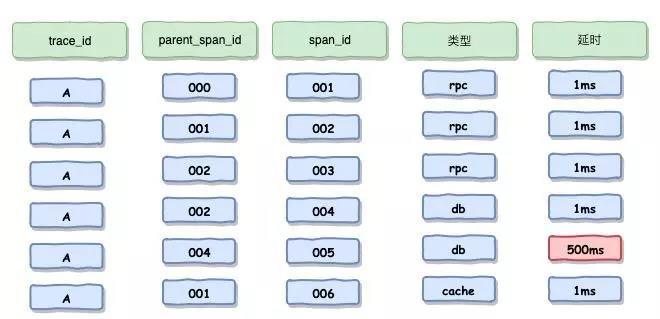 trace_id parent_span_id span_id 类型 延时
A 000 001 rpc 1ms
A 001 002 rpc 1ms
A 002 003 rpc 1ms
A 002 004 db 1ms
A 004 005 db 500ms
A 001 006 cache 1ms